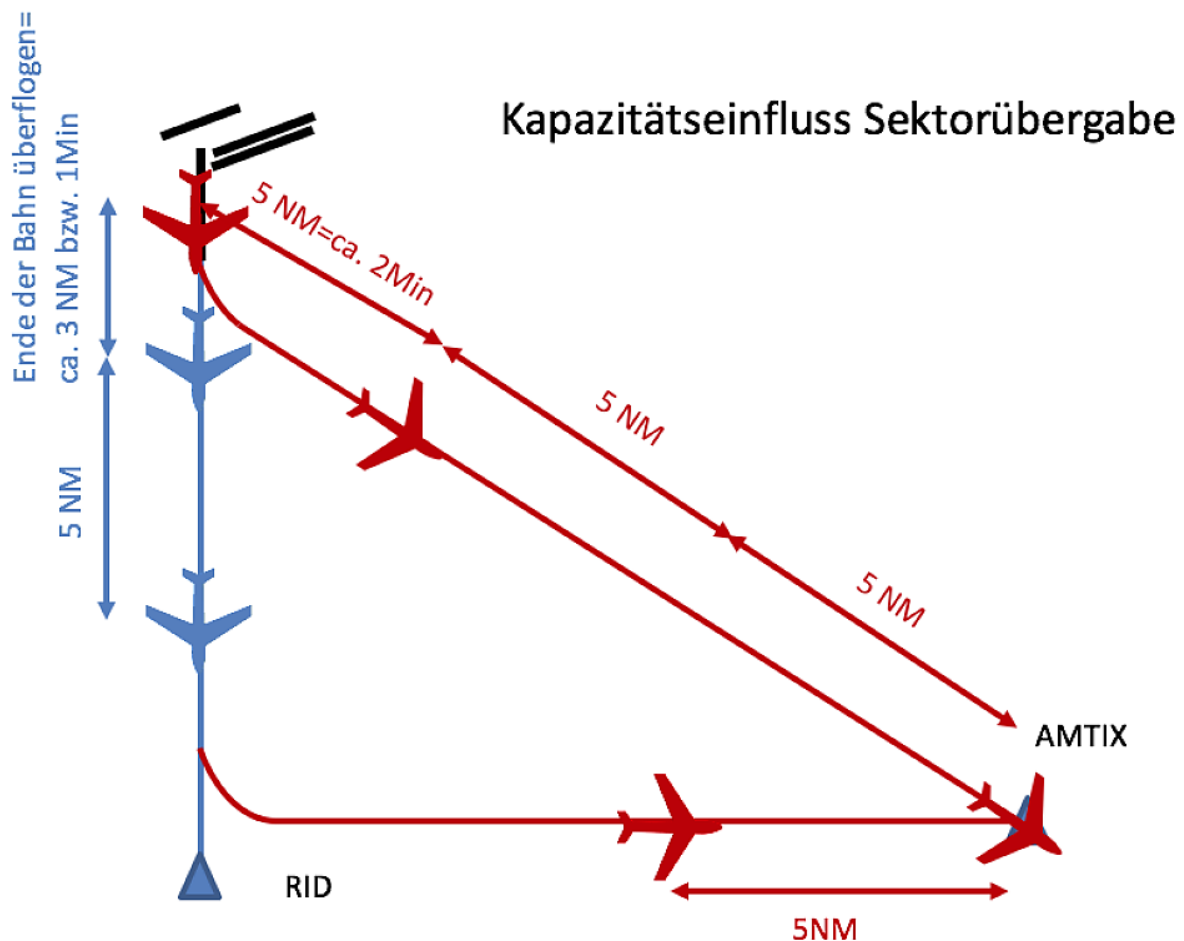 Kapazitätseinfluss Sektorübergabe
Ende der Bahn überflogen=
ca. 3 NM bzw. 1Min
5 NM=ca. 2Min
5 NM
5 NM
5 NM
AMTIX
RID
5NM